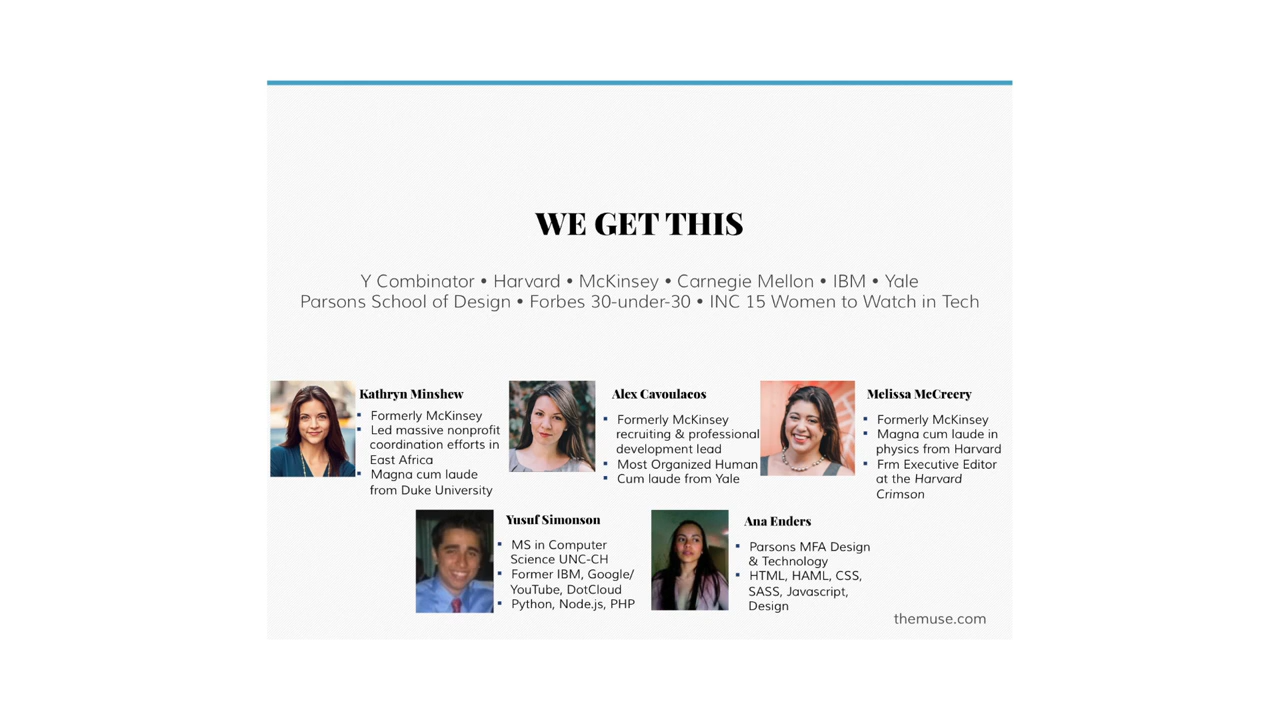 WE GET THIS
Y Combinator • Harvard • McKinsey • Carnegie Mellon • IBM • Yale
Parsons School of Design • Forbes 30-under-30 • INC 15 Women to Watch in Tech
Kathryn Minshew
▪ Formerly McKinsey
▪ Led massive nonprofit
coordination efforts in
East Africa
▪ Magna cum laude
from Duke University
Alex Cavoulacos
▪ Formerly McKinsey
recruiting & professional
development lead
▪ Most Organized Human
▪ Cum laude from Yale
Melissa McCreery
▪ Formerly McKinsey
▪ Magna cum laude in
physics from Harvard
▪ Frm Executive Editor
at the Harvard
Crimson
Yusuf Simonson
▪ MS in Computer
Science UNC-CH
▪ Former IBM, Google/
YouTube, DotCloud
▪ Python, Node.js, PHP
Ana Enders
▪ Parsons MFA Design
& Technology
▪ HTML, HAML, CSS,
SASS, Javascript,
Design
themuse.com